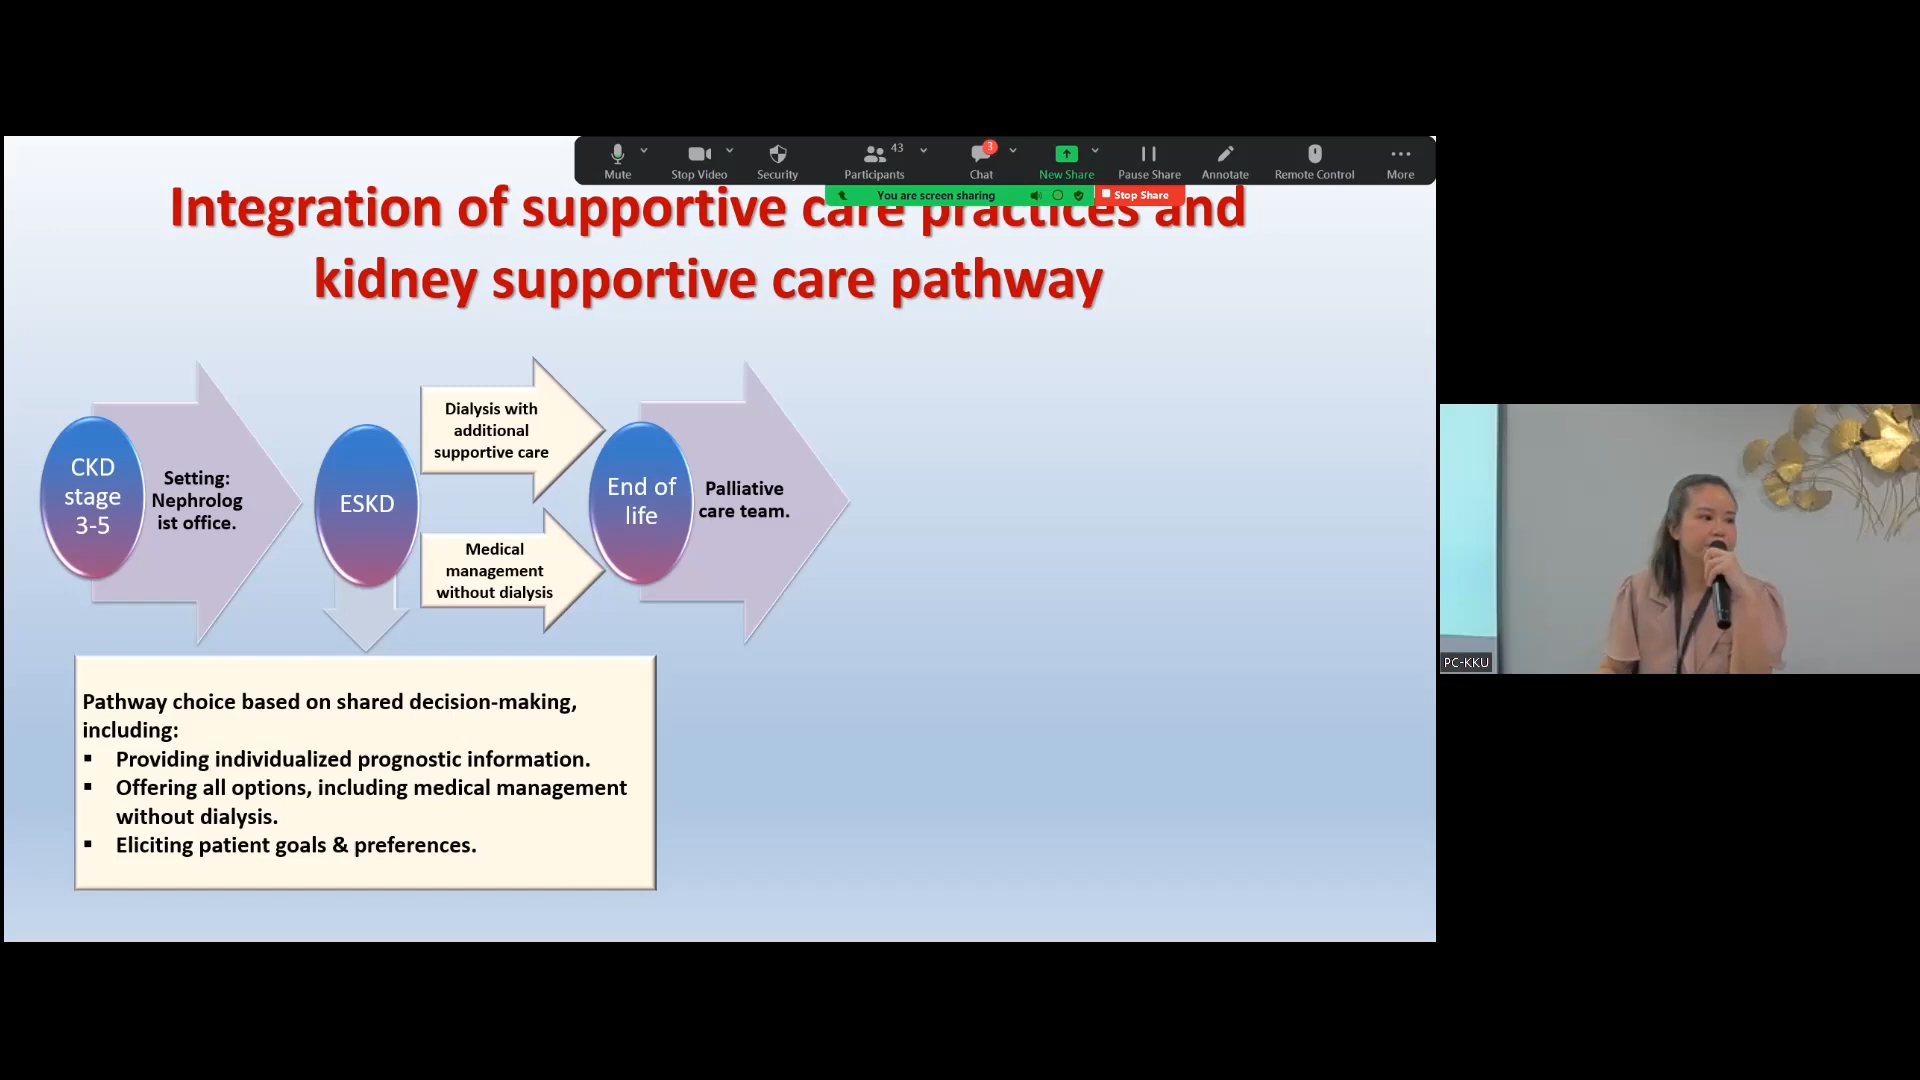 Mute
Stop Video
Security
Participants
43
Chat
3
New Share
Pause Share
Annotate
Remote Control
More
You are screen sharing
Stop Share
Integration of supportive care practices and
kidney supportive care pathway
CKD
stage
3-5
Setting:
Nephrolog
ist office.
ESKD
Dialysis with
additional
supportive care
Medical
management
without dialysis
End of
life
Palliative
care team.
Pathway choice based on shared decision-making,
including:
▪ Providing individualized prognostic information.
▪ Offering all options, including medical management
without dialysis.
▪ Eliciting patient goals & preferences.
PC-KKU